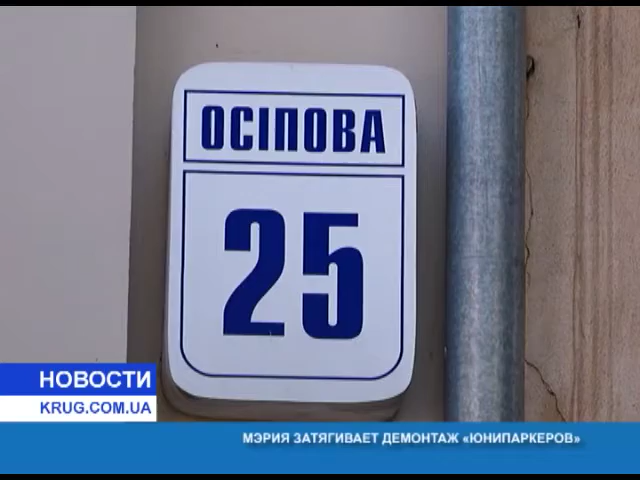 ОСІПОВА
25
НОВОСТИ
KRUG.COM.UA
МЭРИЯ ЗАТЯГИВАЕТ ДЕМОНТАЖ «ЮНИПАРКЕРОВ»